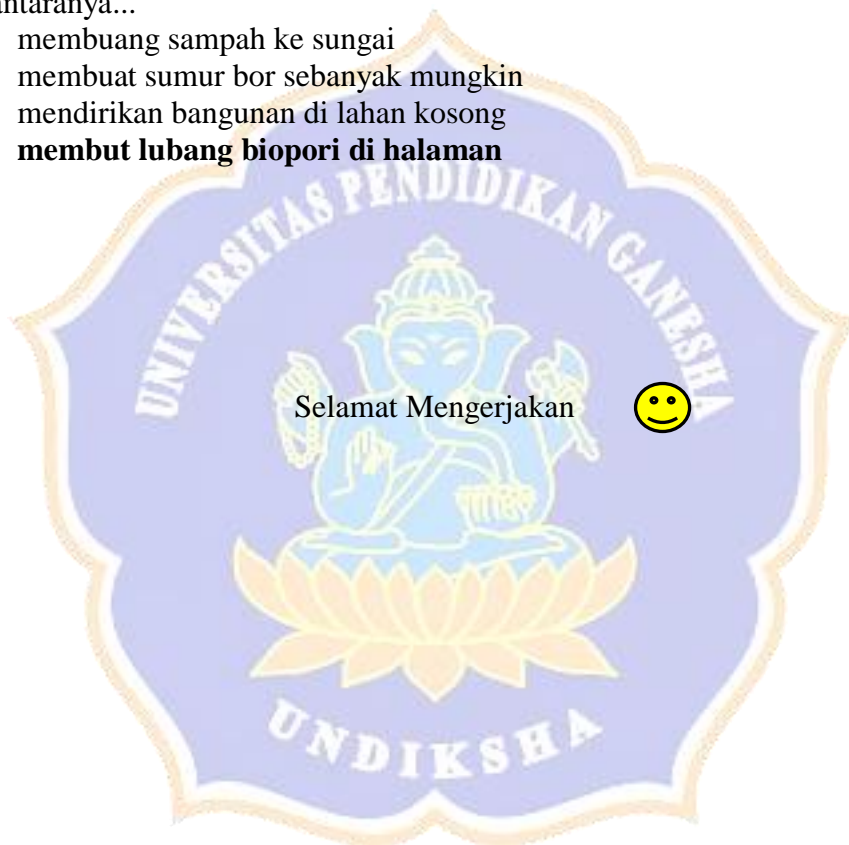 antaranya...
membuang sampah ke sungai
membuat sumur bor sebanyak mungkin
mendirikan bangunan di lahan kosong
membut lubang biopori di halaman
UNIVERSITAS PENDIDIKAN GANESHA
Selamat Mengerjakan
UNDIKSHA